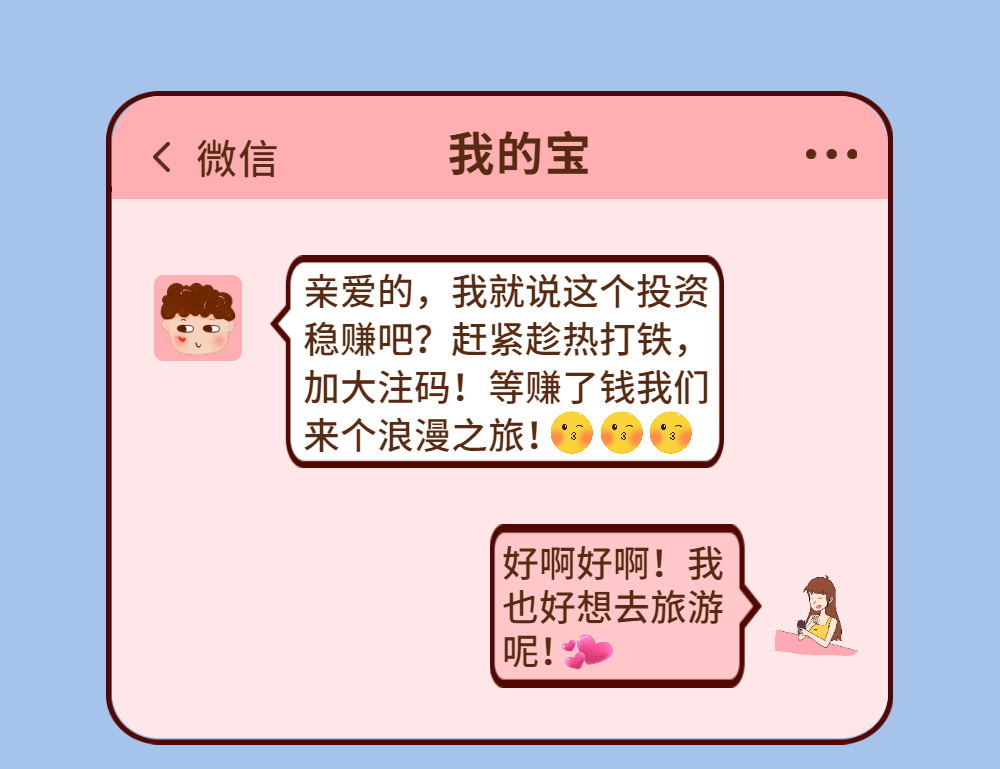 微信
我的宝
亲爱的，我就说这个投资
稳赚吧？赶紧趁热打铁，
加大注码！等赚了钱我们
来个浪漫之旅！
好啊好啊！我
也好想去旅游
呢！